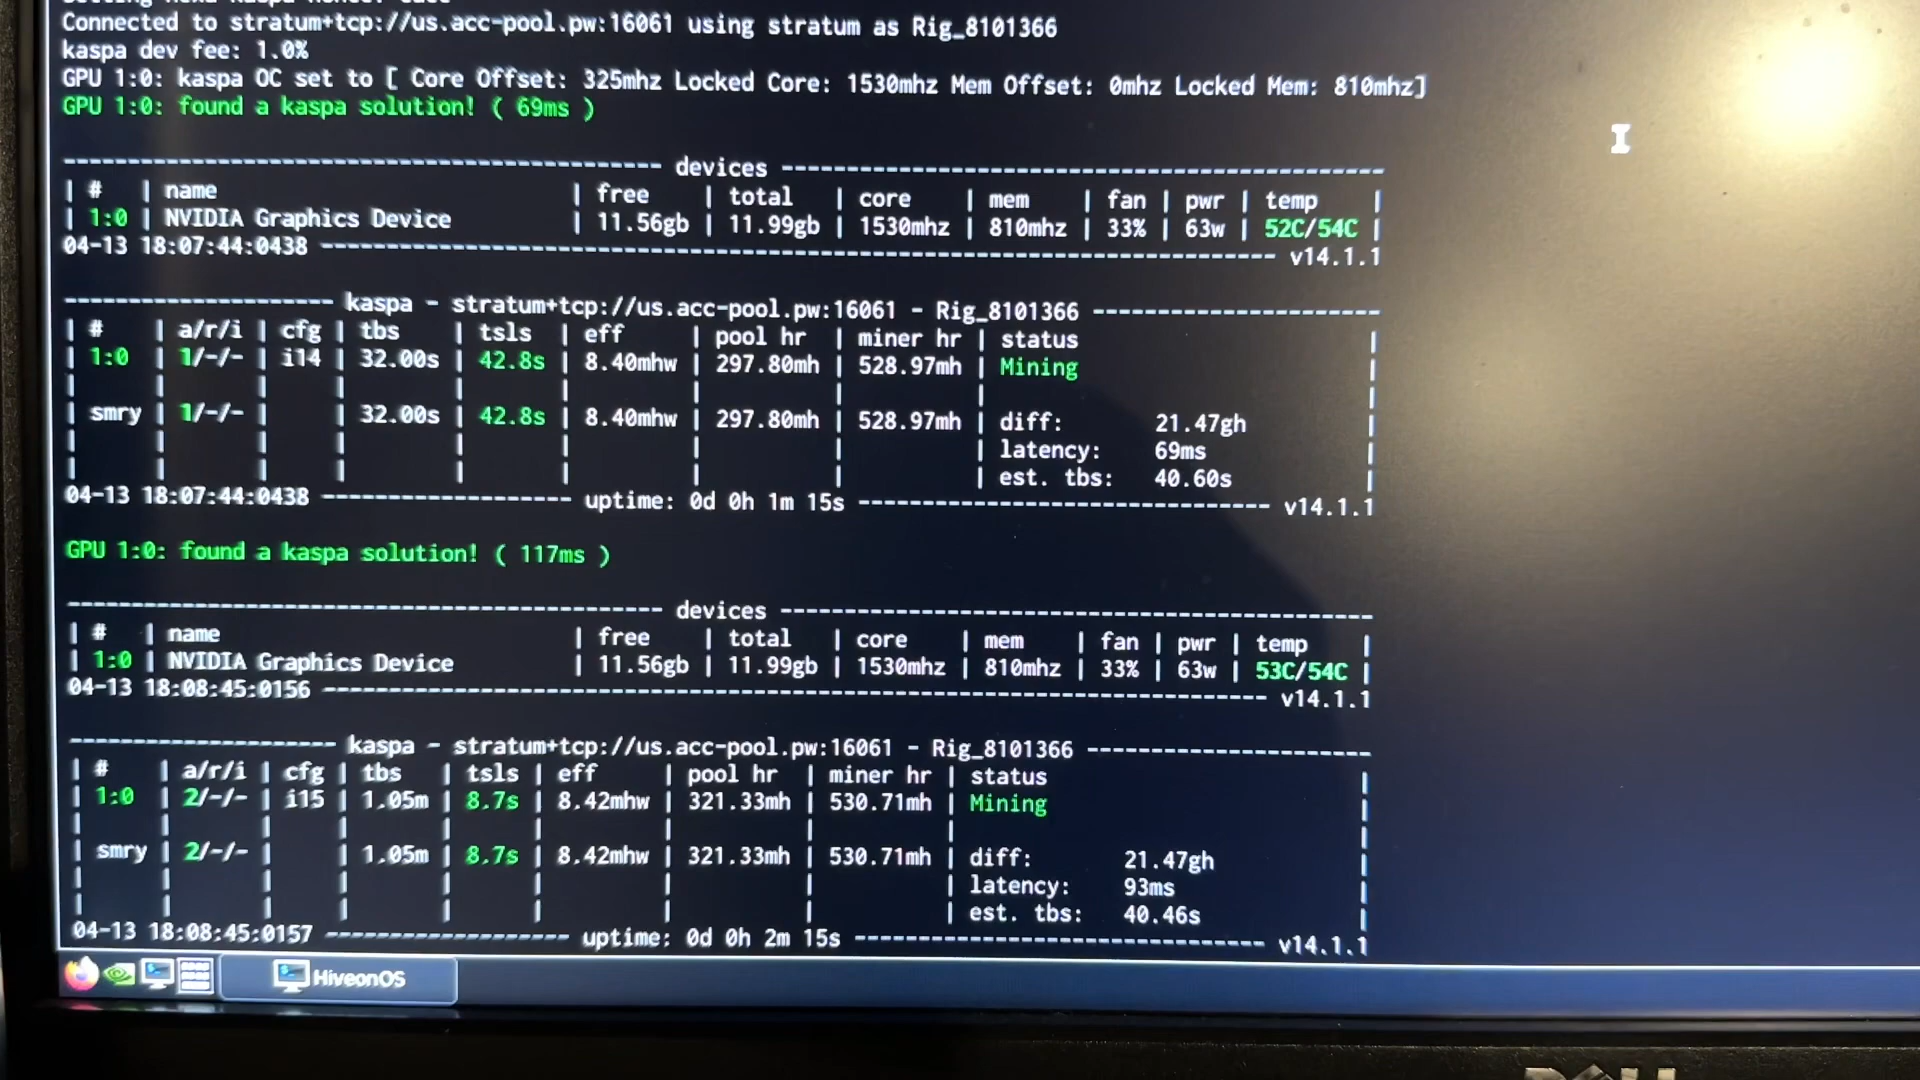 Connected to stratum+tcp://us.acc-pool.pw:16061 using stratum as Rig_8101366
kaspa dev fee: 1.0%
GPU 1:0: kaspa OC set to [ Core Offset: 325mhz Locked Core: 1530mhz Mem Offset: 0mhz Locked Mem: 810mhz]
GPU 1:0: found a kaspa solution! ( 69ms )
devices
| # | name | free | total | core | mem | fan | pwr | temp |
| 1:0 | NVIDIA Graphics Device | 11.56gb | 11.99gb | 1530mhz | 810mhz | 33% | 63w | 52C/54C |
04-13 18:07:44:0438 v14.1.1
kaspa - stratum+tcp://us.acc-pool.pw:16061 - Rig_8101366
| # | a/r/i | cfg | tbs | tsls | eff | pool hr | miner hr | status |
| 1:0 | 1/-/- | i14 | 32.00s | 42.8s | 8.40mhw | 297.80mh | 528.97mh | Mining |
| smry | 1/-/- | | 32.00s | 42.8s | 8.40mhw | 297.80mh | 528.97mh | diff: 21.47gh
latency: 69ms
est. tbs: 40.60s
04-13 18:07:44:0438 uptime: 0d 0h 1m 15s v14.1.1
GPU 1:0: found a kaspa solution! ( 117ms )
devices
| # | name | free | total | core | mem | fan | pwr | temp |
| 1:0 | NVIDIA Graphics Device | 11.56gb | 11.99gb | 1530mhz | 810mhz | 33% | 63w | 53C/54C |
04-13 18:08:45:0156 v14.1.1
kaspa - stratum+tcp://us.acc-pool.pw:16061 - Rig_8101366
| # | a/r/i | cfg | tbs | tsls | eff | pool hr | miner hr | status |
| 1:0 | 2/-/- | i15 | 1.05m | 8.7s | 8.42mhw | 321.33mh | 530.71mh | Mining |
| smry | 2/-/- | | 1.05m | 8.7s | 8.42mhw | 321.33mh | 530.71mh | diff: 21.47gh
latency: 93ms
est. tbs: 40.46s
04-13 18:08:45:0157 uptime: 0d 0h 2m 15s v14.1.1
HiveonOS